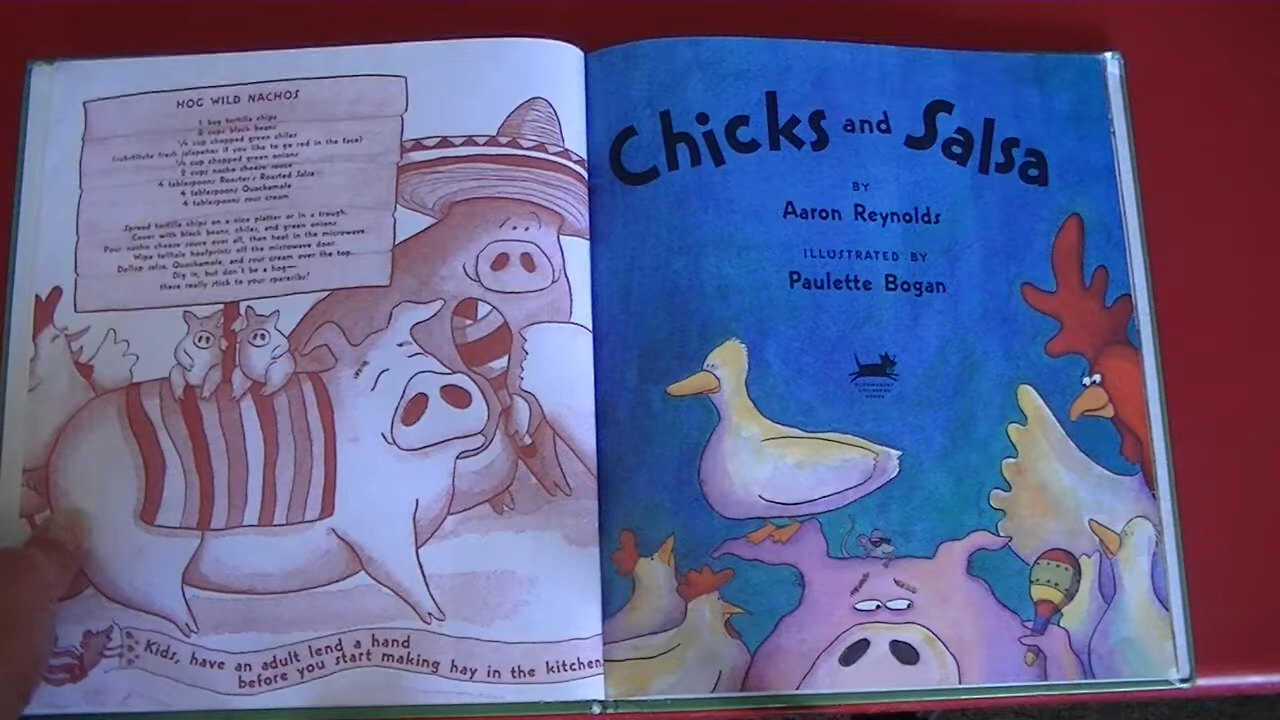 HOG WILD NACHOS
1 bag tortilla chips
2 cups black beans
¼ cup chopped green chiles
(substitute fresh jalapeños if you like to go red in the face)
cup chopped green onions
2 cups nacho cheese sauce
4 tablespoons Rooster's Roasted Salsa
4 tablespoons Quackamole
4 tablespoons sour cream
Spread tortilla chips on a nice platter or in a trough.
Cover with black beans, chiles, and green onions.
Pour nacho cheese sauce over all, then heat in the microwave.
Wipe telltale hoofprints off the microwave door.
Dollop salsa, Quackamole, and sour cream over the top.
Dig in, but don't be a hog—
these really stick to your spareribs!
Kids, have an adult lend a hand
before you start making hay in the kitchen.
Chicks and Salsa
BY
Aaron Reynolds
ILLUSTRATED BY
Paulette Bogan
BLOOMSBURY
CHILDREN'S
BOOKS